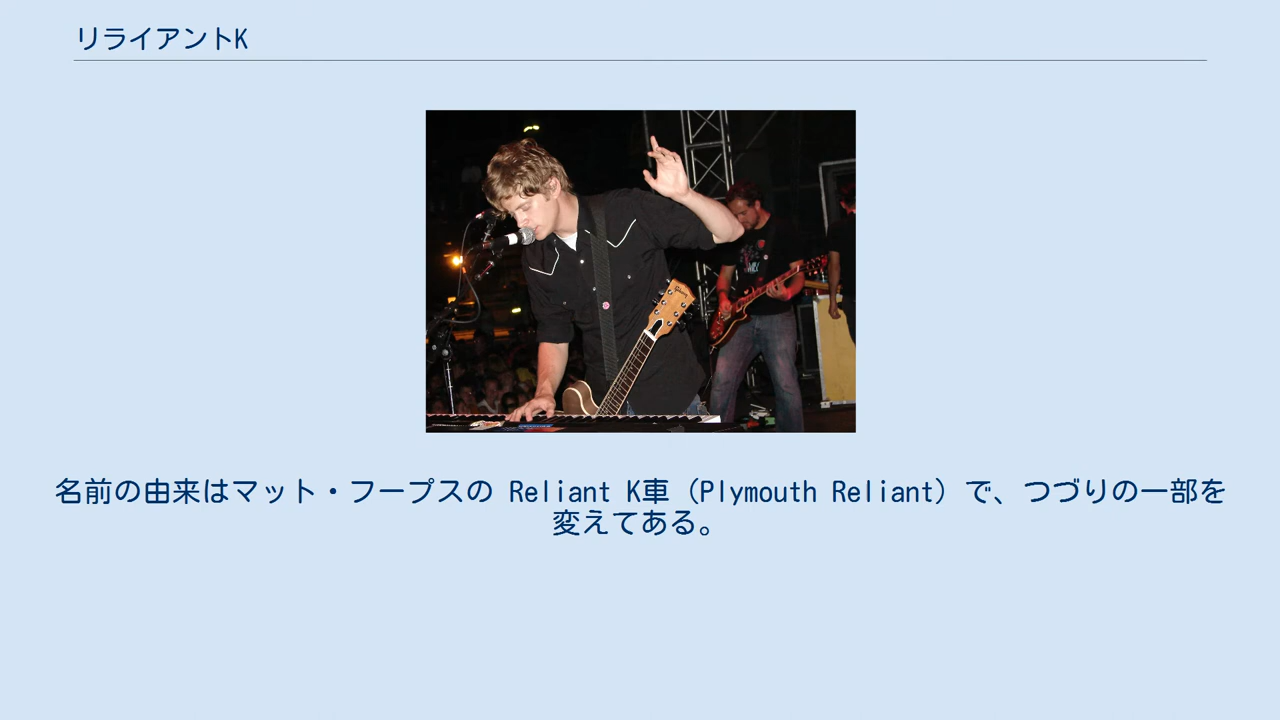 リライアントK
名前の由来はマット・フープスの Reliant K車（Plymouth Reliant）で、つづりの一部を
変えてある。